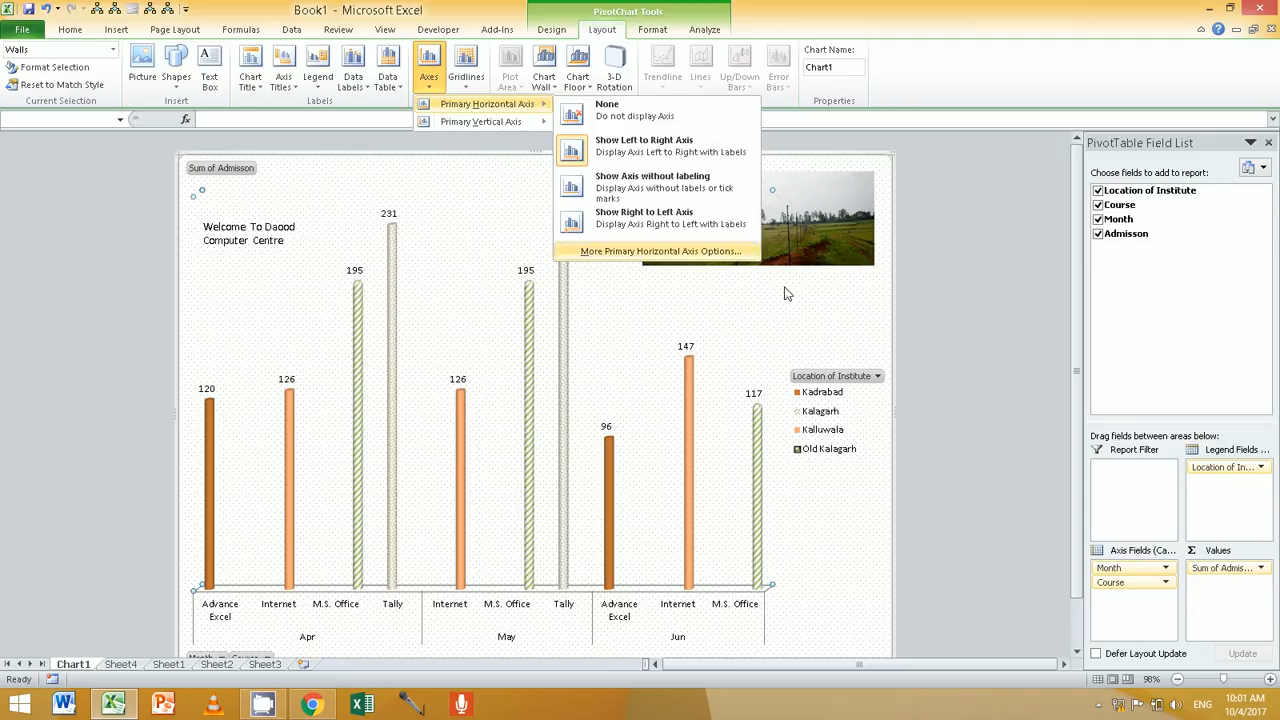 Book1 - Microsoft Excel
PivotChart Tools
File Home Insert Page Layout Formulas Data Review View Developer Add-Ins Design Layout Format Analyze
Walls
Format Selection
Reset to Match Style
Current Selection
Picture
Shapes
Text Box
Insert
Chart Title
Axis Titles
Legend
Data Labels
Data Table
Labels
Axes
Gridlines
Plot Area
Chart Wall
Chart Floor
3-D Rotation
Trendline
Lines
Up/Down Bars
Error Bars
Chart Name:
Chart1
Properties
Primary Horizontal Axis
Primary Vertical Axis
None
Do not display Axis
Show Left to Right Axis
Display Axis Left to Right with Labels
Show Axis without labeling
Display Axis without labels or tick
marks
Show Right to Left Axis
Display Axis Right to Left with Labels
More Primary Horizontal Axis Options...
fx
Sum of Admisson
Welcome To Daood
Computer Centre
231
195
195
120
126
126
147
117
96
Location of Institute
Kadrabad
Kalagarh
Kalluwala
Old Kalagarh
Advance Excel
Internet
M.S. Office
Tally
Internet
M.S. Office
Tally
Advance Excel
Internet
M.S. Office
Apr
May
Jun
PivotTable Field List
Choose fields to add to report:
Location of Institute
Course
Month
Admisson
Drag fields between areas below:
Report Filter
Legend Fields ...
Location of In...
Axis Fields (Ca...
Σ Values
Month
Course
Sum of Admis...
Defer Layout Update
Update
Chart1 Sheet4 Sheet1 Sheet2 Sheet3
Ready
98%
ENG
10:01 AM
10/4/2017